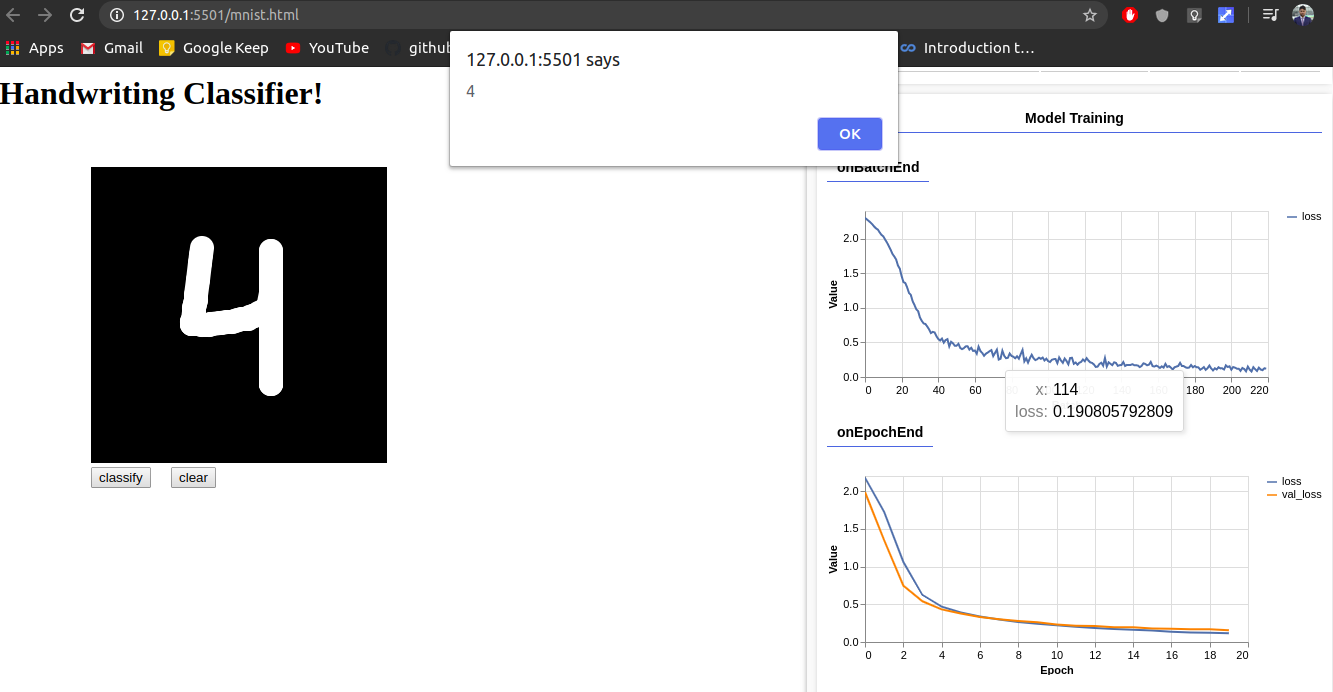 127.0.0.1:5501/mnist.html
Apps Gmail Google Keep YouTube github Introduction t...
127.0.0.1:5501 says
4
OK
Handwriting Classifier!
4
classify clear
Model Training
onBatchEnd
loss
Value
2.0
1.5
1.0
0.5
0.0
0 20 40 60 80 100 120 140 160 180 200 220
x: 114
loss: 0.190805792809
onEpochEnd
loss
val_loss
Value
2.0
1.5
1.0
0.5
0.0
0 2 4 6 8 10 12 14 16 18 20
Epoch